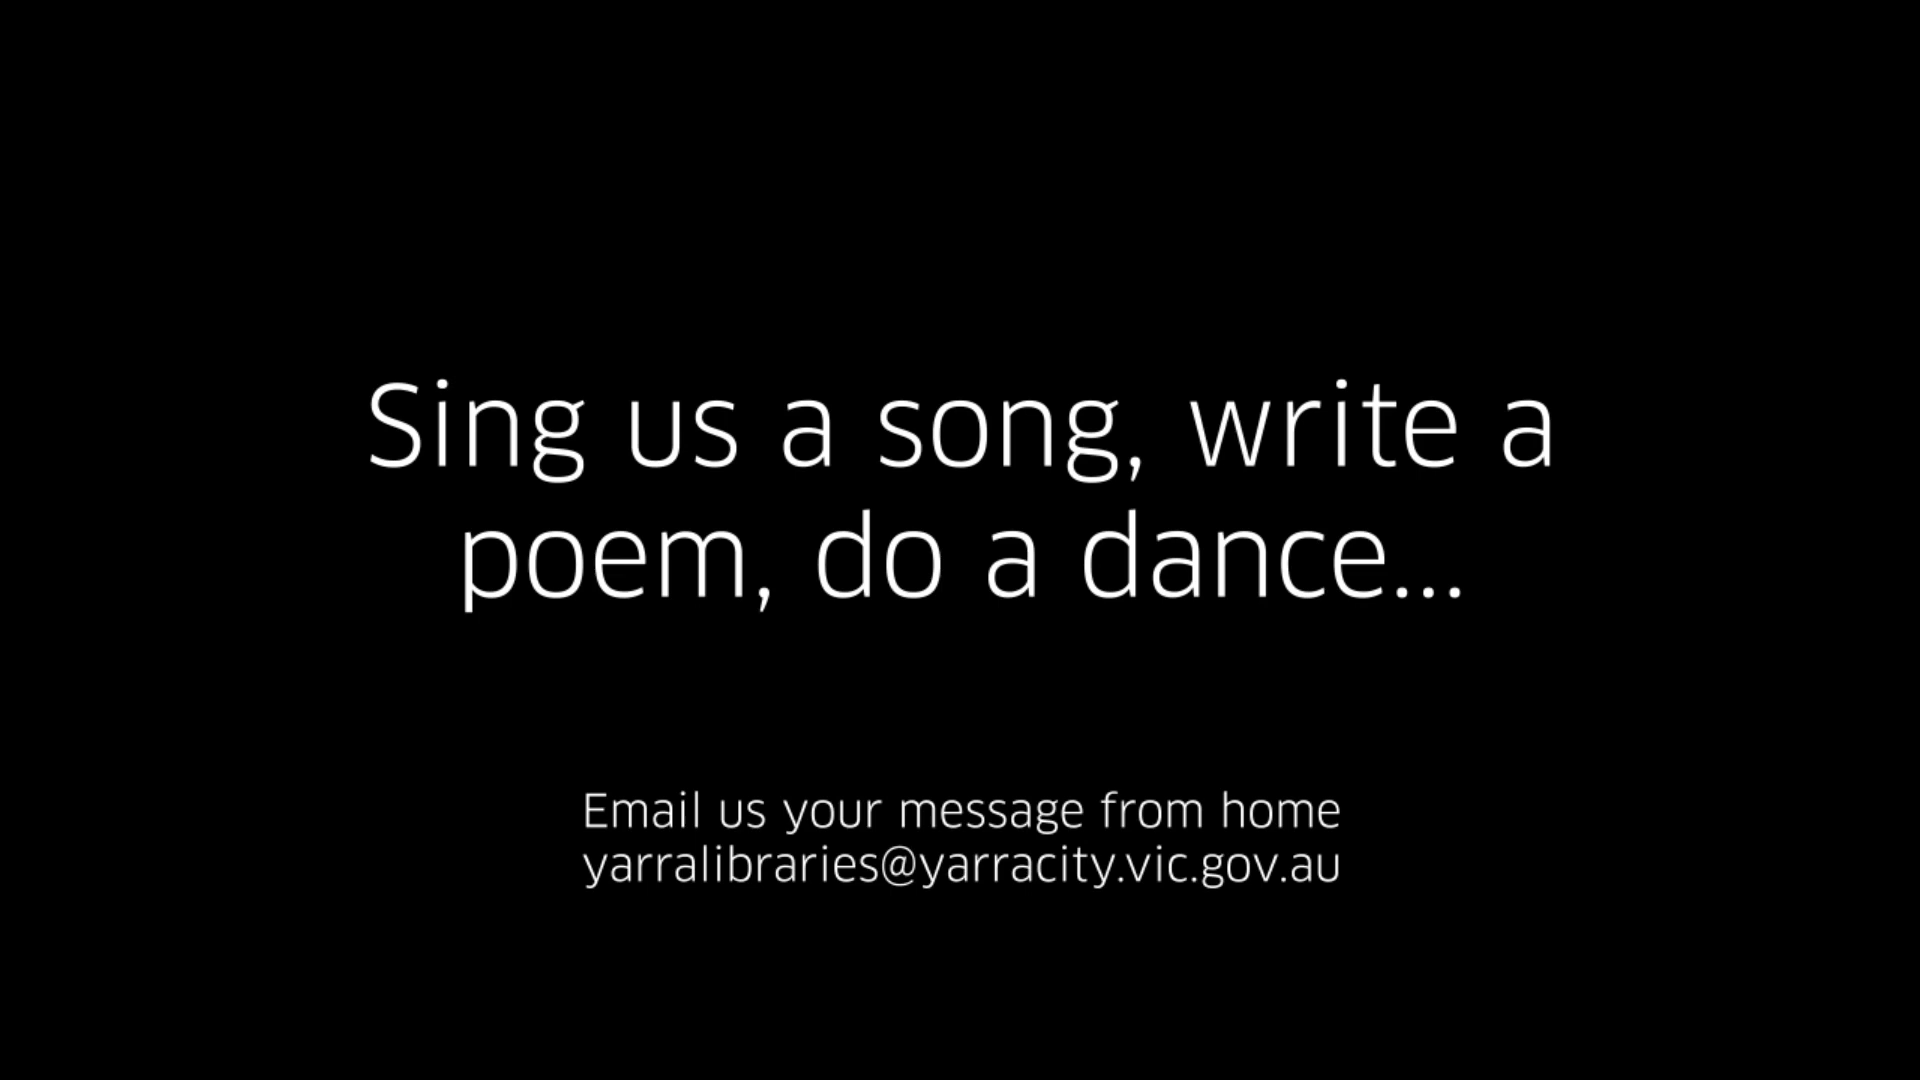 Sing us a song, write a
poem, do a dance...
Email us your message from home
yarralibraries@yarracity.vic.gov.au